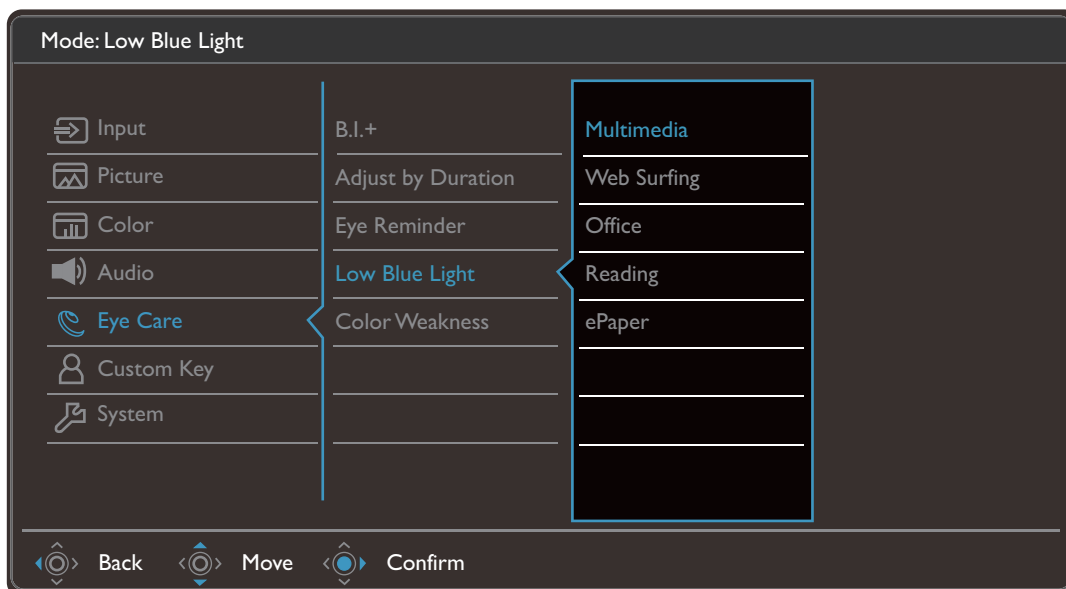 Mode: Low Blue Light
Input
Picture
Color
Audio
Eye Care
Custom Key
System
B.I.+
Adjust by Duration
Eye Reminder
Low Blue Light
Color Weakness
Multimedia
Web Surfing
Office
Reading
ePaper
Back
Move
Confirm